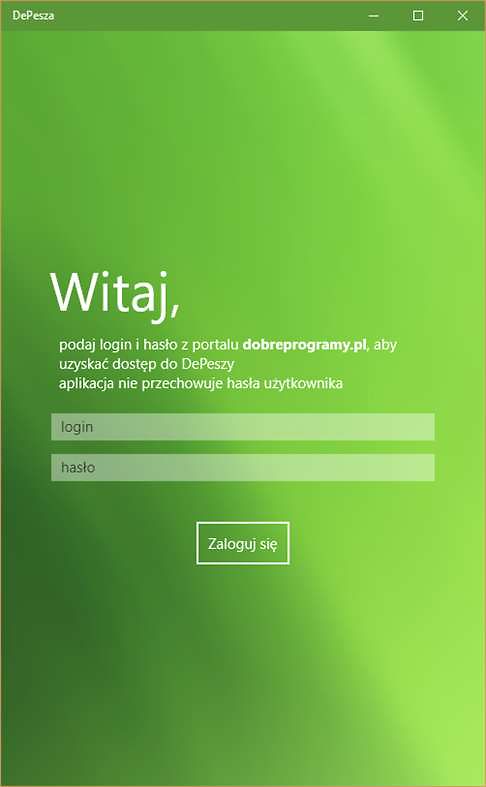 DePesza
Witaj,
podaj login i hasło z portalu dobreprogramy.pl, aby
uzyskać dostęp do DePeszy
aplikacja nie przechowuje hasła użytkownika
login
hasło
Zaloguj się